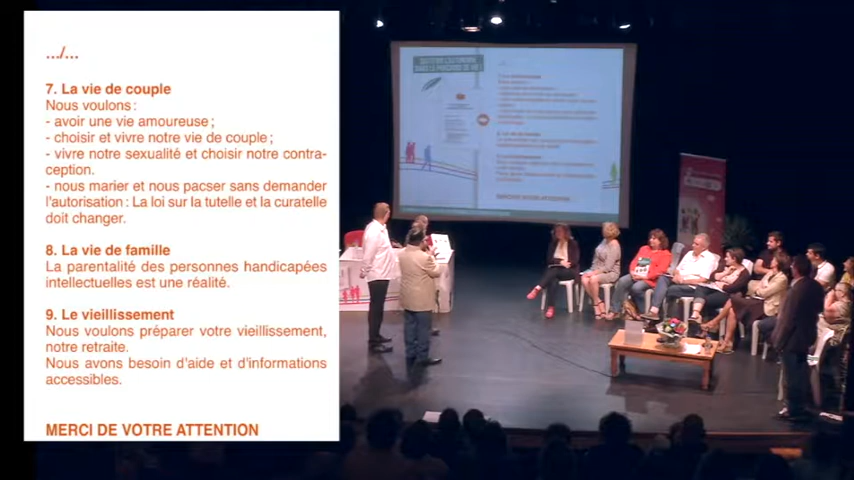 .../...
7. La vie de couple
Nous voulons :
- avoir une vie amoureuse ;
- choisir et vivre notre vie de couple ;
- vivre notre sexualité et choisir notre contra-
ception.
- nous marier et nous pacser sans demander
l'autorisation : La loi sur la tutelle et la curatelle
doit changer.
8. La vie de famille
La parentalité des personnes handicapées
intellectuelles est une réalité.
9. Le vieillissement
Nous voulons préparer votre vieillissement,
notre retraite.
Nous avons besoin d'aide et d'informations
accessibles.
MERCI DE VOTRE ATTENTION